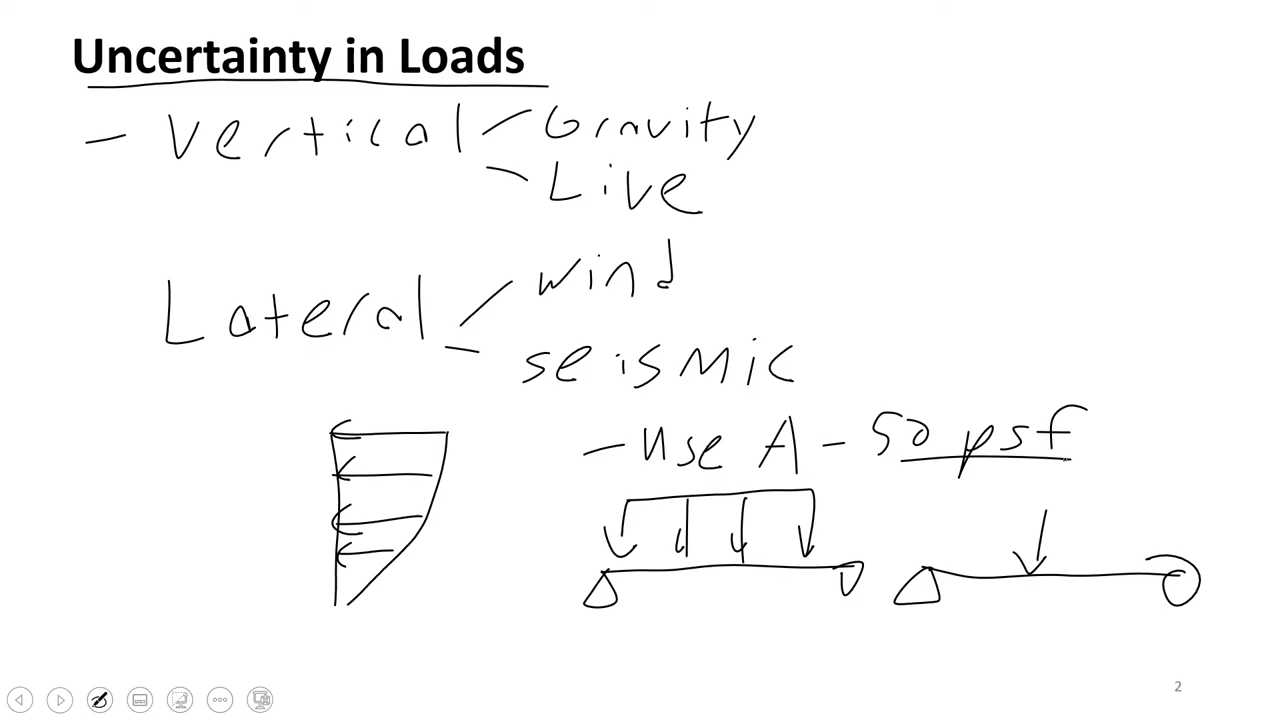 Uncertainty in Loads
- Vertical - Gravity
- Live
Lateral - wind
- seismic
- Use A - 50 psf
2